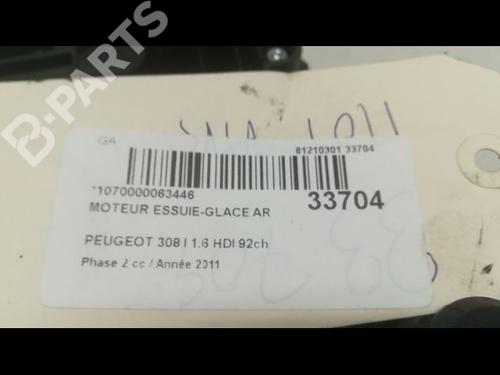 B-PARTS
GA
81210301 33704
*1070000063446
33704
MOTEUR ESSUIE-GLACE AR
PEUGEOT 308 I 1.6 HDI 92ch
Phase 2 cc / Année 2011